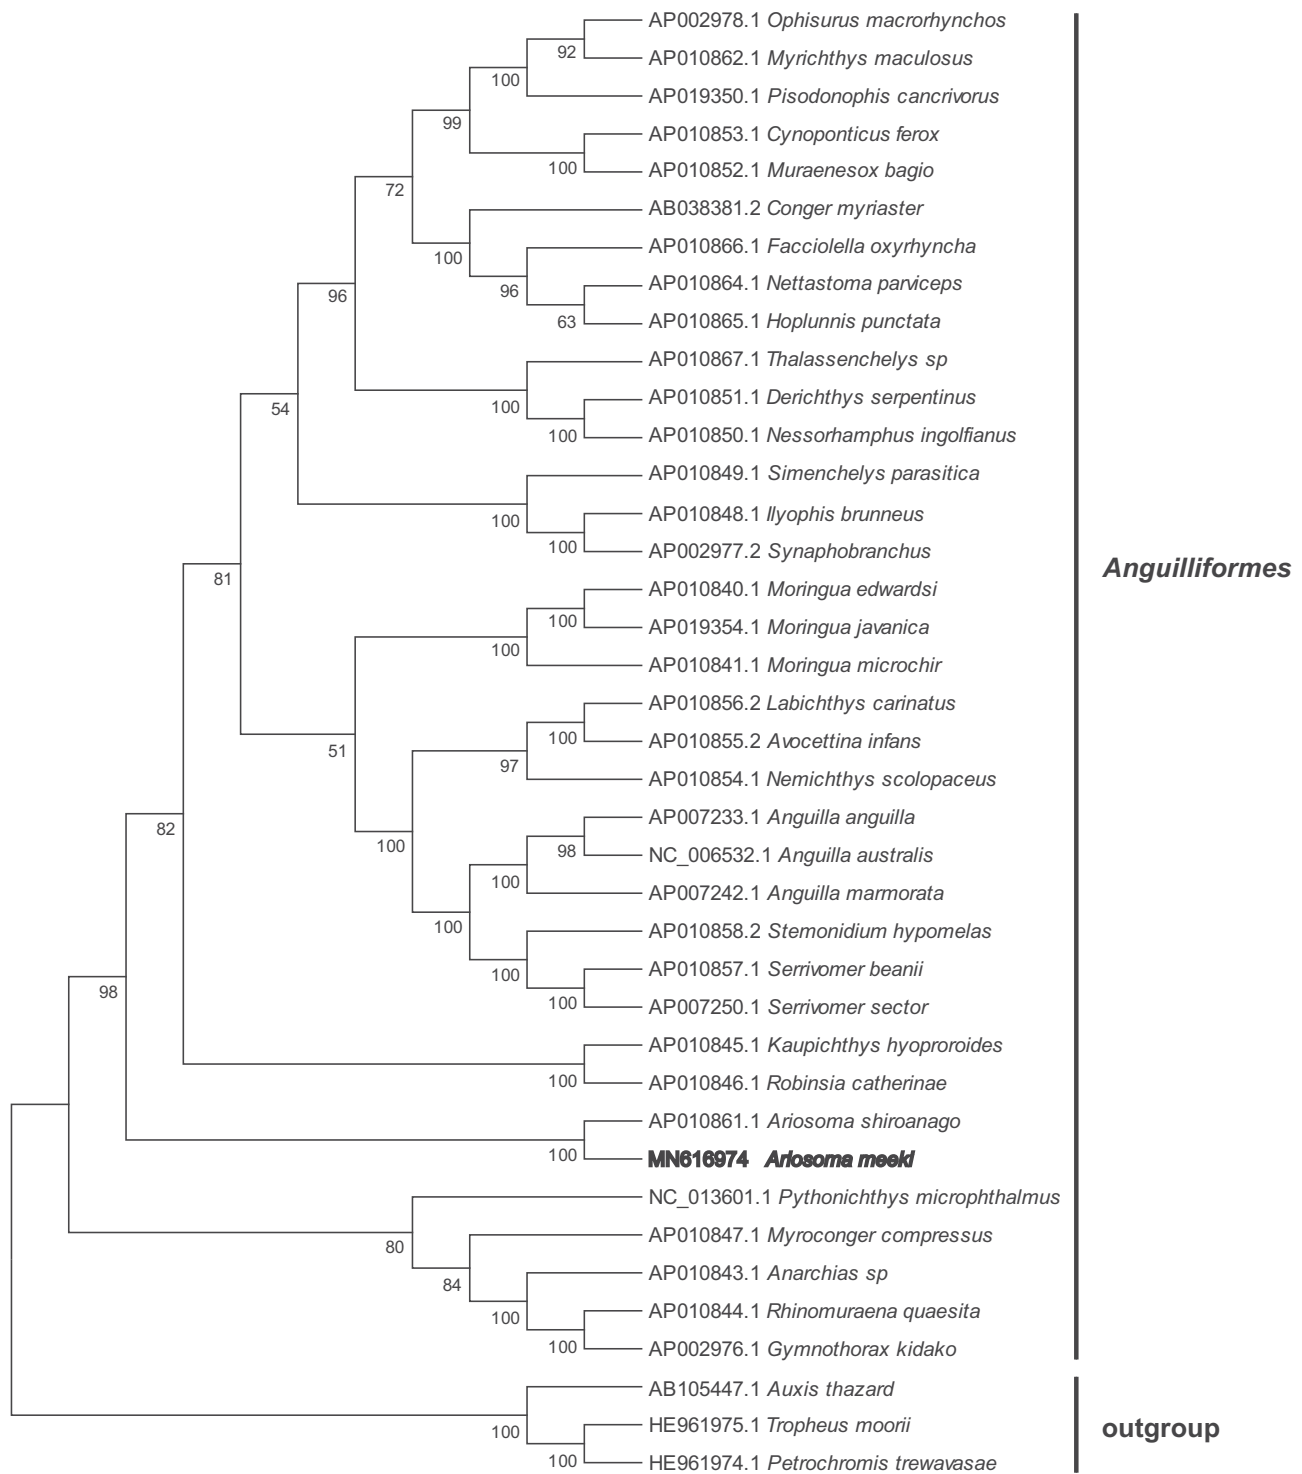 AP002978.1 Ophisurus macrorhynchos
92
AP010862.1 Myrichthys maculosus
100
AP019350.1 Pisodonophis cancrivorus
99
AP010853.1 Cynoponticus ferox
100
AP010852.1 Muraenesox bagio
72
AB038381.2 Conger myriaster
100
AP010866.1 Facciolella oxyrhyncha
96
AP010864.1 Nettastoma parviceps
63
AP010865.1 Hoplunnis punctata
96
AP010867.1 Thalassenchelys sp
100
AP010851.1 Derichthys serpentinus
100
AP010850.1 Nessorhamphus ingolfianus
54
AP010849.1 Simenchelys parasitica
100
AP010848.1 Ilyophis brunneus
100
AP002977.2 Synaphobranchus
81
Anguilliformes
AP010840.1 Moringua edwardsi
100
AP019354.1 Moringua javanica
100
AP010841.1 Moringua microchir
51
AP010856.2 Labichthys carinatus
100
AP010855.2 Avocettina infans
97
AP010854.1 Nemichthys scolopaceus
100
AP007233.1 Anguilla anguilla
98
NC_006532.1 Anguilla australis
100
AP007242.1 Anguilla marmorata
100
AP010858.2 Stemonidium hypomelas
100
AP010857.1 Serrivomer beanii
100
AP007250.1 Serrivomer sector
82
AP010845.1 Kaupichthys hyoproroides
100
AP010846.1 Robinsia catherinae
98
AP010861.1 Ariosoma shiroanago
100
MN616974 Ariosoma meeki
NC_013601.1 Pythonichthys microphthalmus
80
AP010847.1 Myroconger compressus
84
AP010843.1 Anarchias sp
100
AP010844.1 Rhinomuraena quaesita
100
AP002976.1 Gymnothorax kidako
AB105447.1 Auxis thazard
100
HE961975.1 Tropheus moorii
100
HE961974.1 Petrochromis trewavasae
outgroup